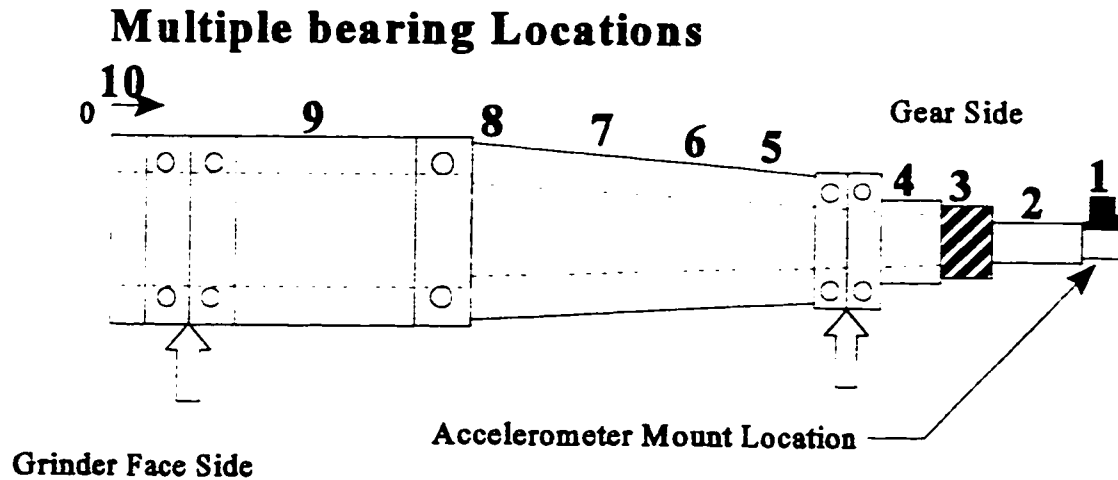 Multiple bearing Locations
10
0
9
8
7
6
5
Gear Side
4
3
2
1
Accelerometer Mount Location
Grinder Face Side